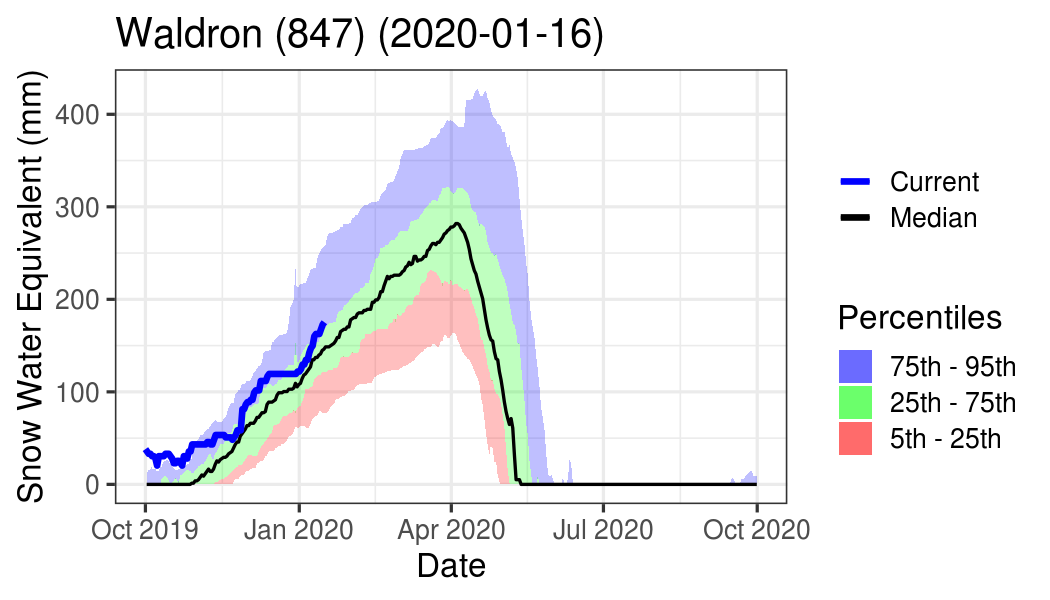 Waldron (847) (2020-01-16)
Snow Water Equivalent (mm)
400
300
200
100
0
Oct 2019
Jan 2020
Apr 2020
Jul 2020
Oct 2020
Date
Current
Median
Percentiles
75th - 95th
25th - 75th
5th - 25th